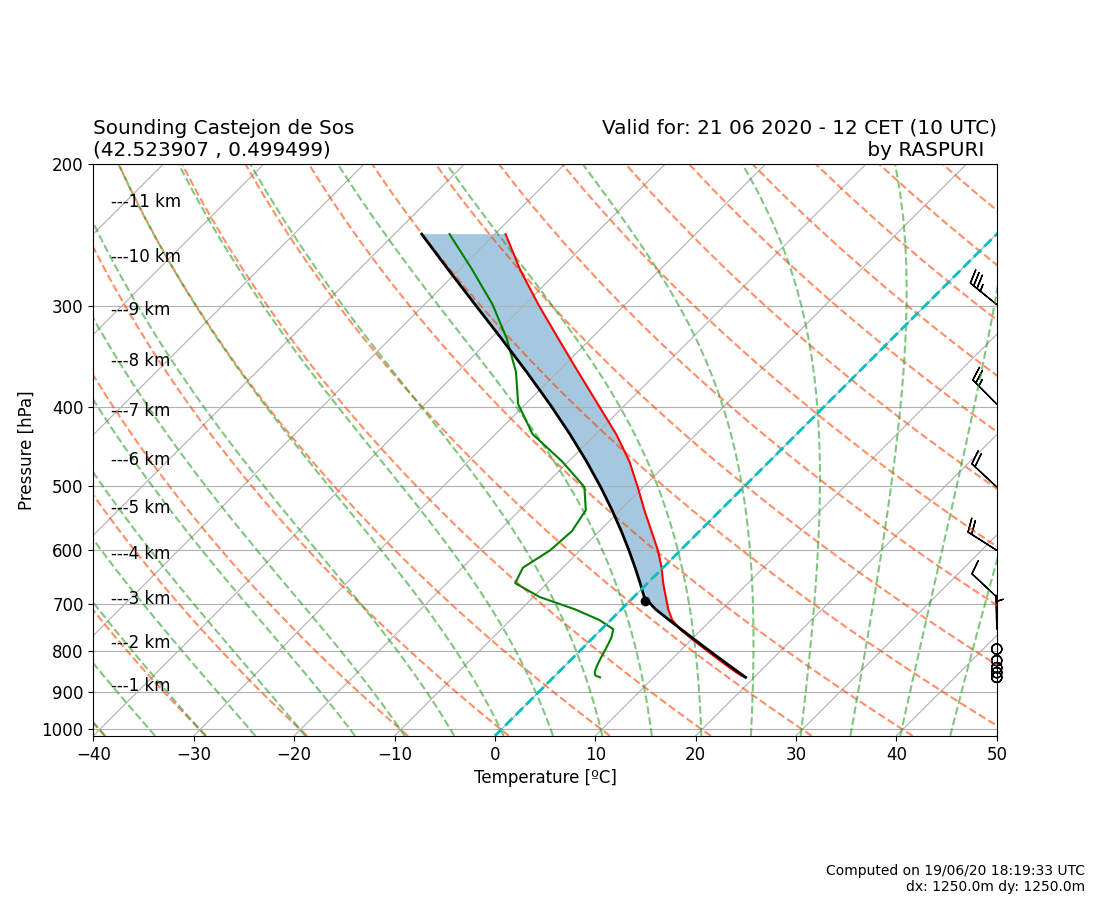 Sounding Castejon de Sos
(42.523907 , 0.499499)
Valid for: 21 06 2020 - 12 CET (10 UTC)
by RASPURI
200
300
400
500
600
700
800
900
1000
Pressure [hPa]
---11 km
---10 km
---9 km
---8 km
---7 km
---6 km
---5 km
---4 km
---3 km
---2 km
---1 km
−40 −30 −20 −10 0 10 20 30 40 50
Temperature [ºC]
Computed on 19/06/20 18:19:33 UTC
dx: 1250.0m dy: 1250.0m